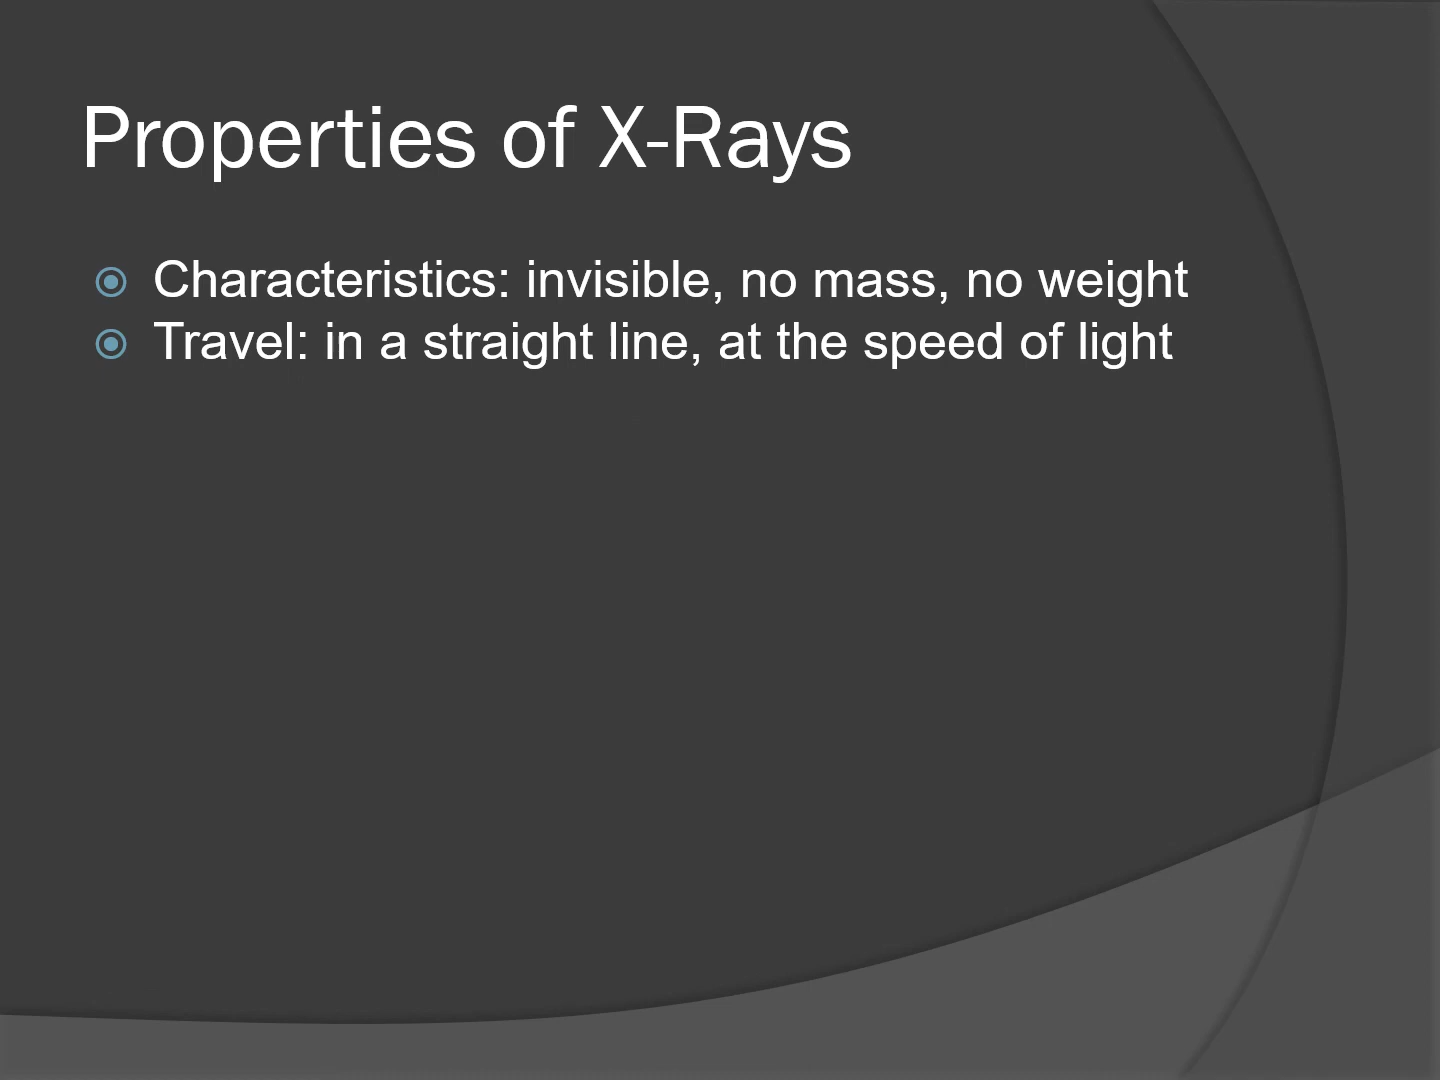 Properties of X-Rays
Characteristics: invisible, no mass, no weight
Travel: in a straight line, at the speed of light